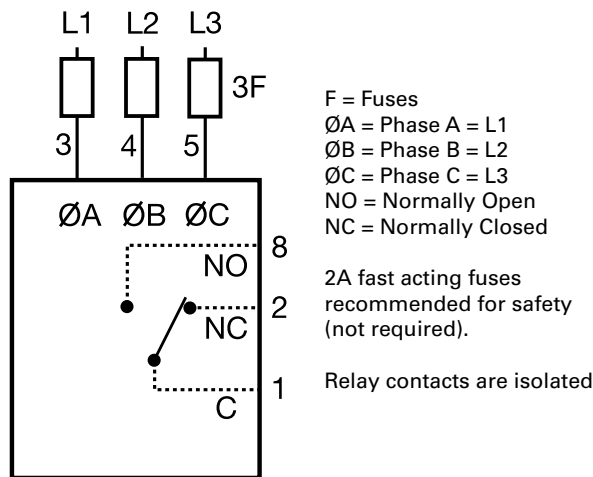 L1 L2 L3
3F
3 4 5
ØA ØB ØC
8
NO
2
NC
1
C
F = Fuses
ØA = Phase A = L1
ØB = Phase B = L2
ØC = Phase C = L3
NO = Normally Open
NC = Normally Closed
2A fast acting fuses
recommended for safety
(not required).
Relay contacts are isolated